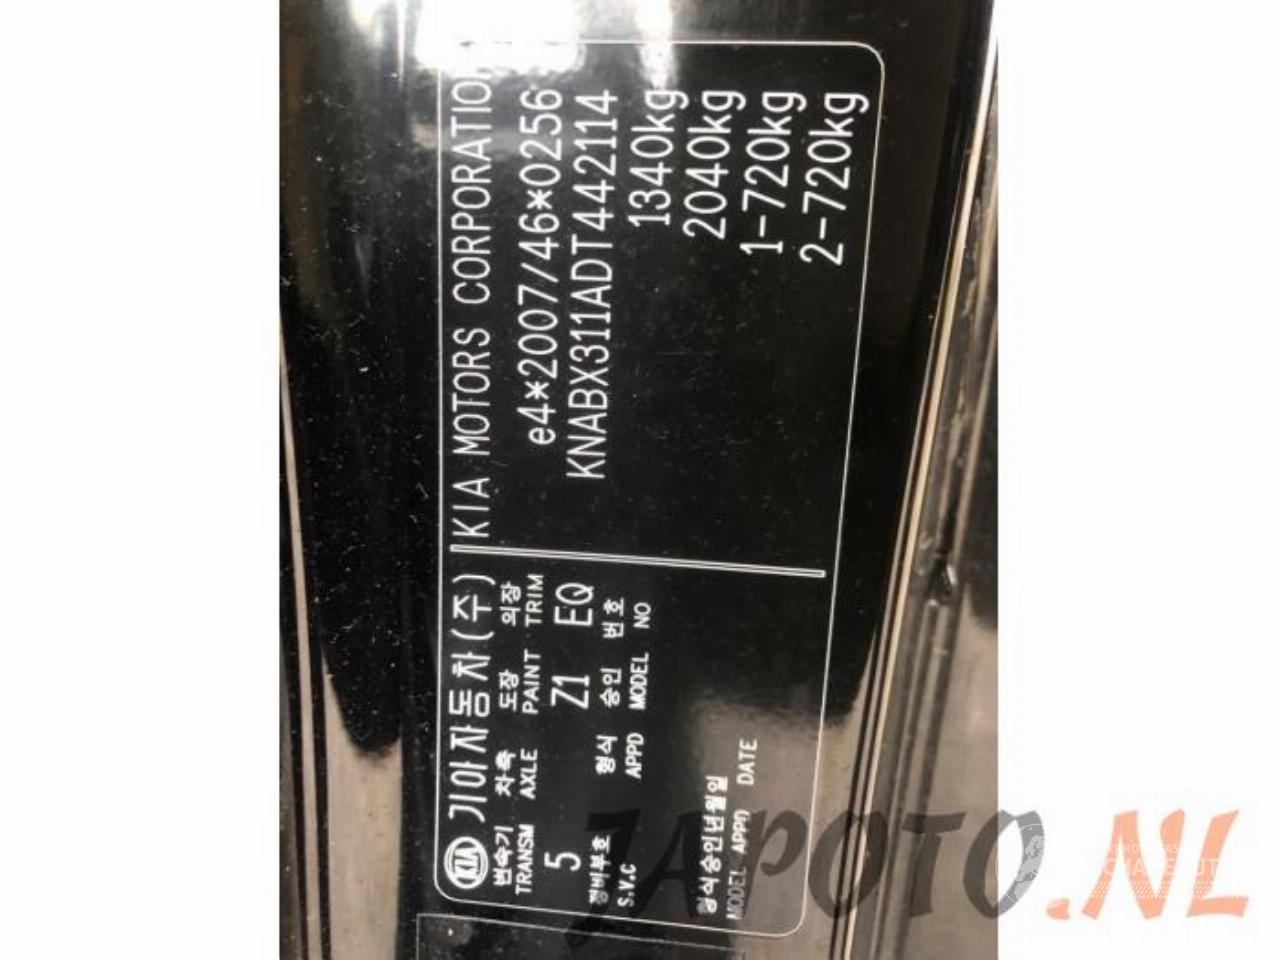 KIA 기아자동차(주) KIA MOTORS CORPORATION
변속기 차축 도장 의장
TRANSM AXLE PAINT TRIM
e4*2007/46*0256
5 Z1 EQ
KNABX311ADT442114
정비부호 형식 승인 번호
S.V.C APPD MODEL NO
1340kg
2040kg
형식승인년월일
MODEL APPD DATE
1-720kg
2-720kg
JAPOTO.NL